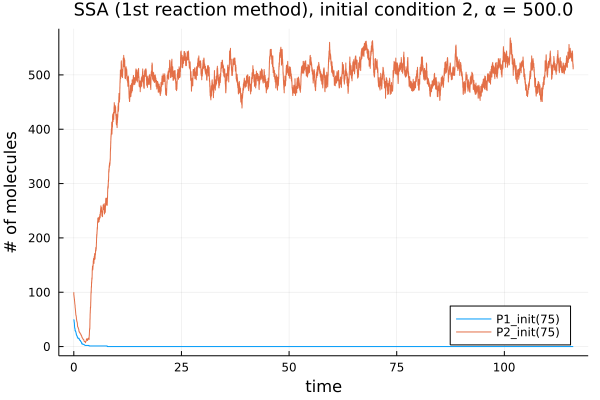 SSA (1st reaction method), initial condition 2, α = 500.0
# of molecules
500
400
300
200
100
0
0 25 50 75 100
time
P1_init(75)
P2_init(75)